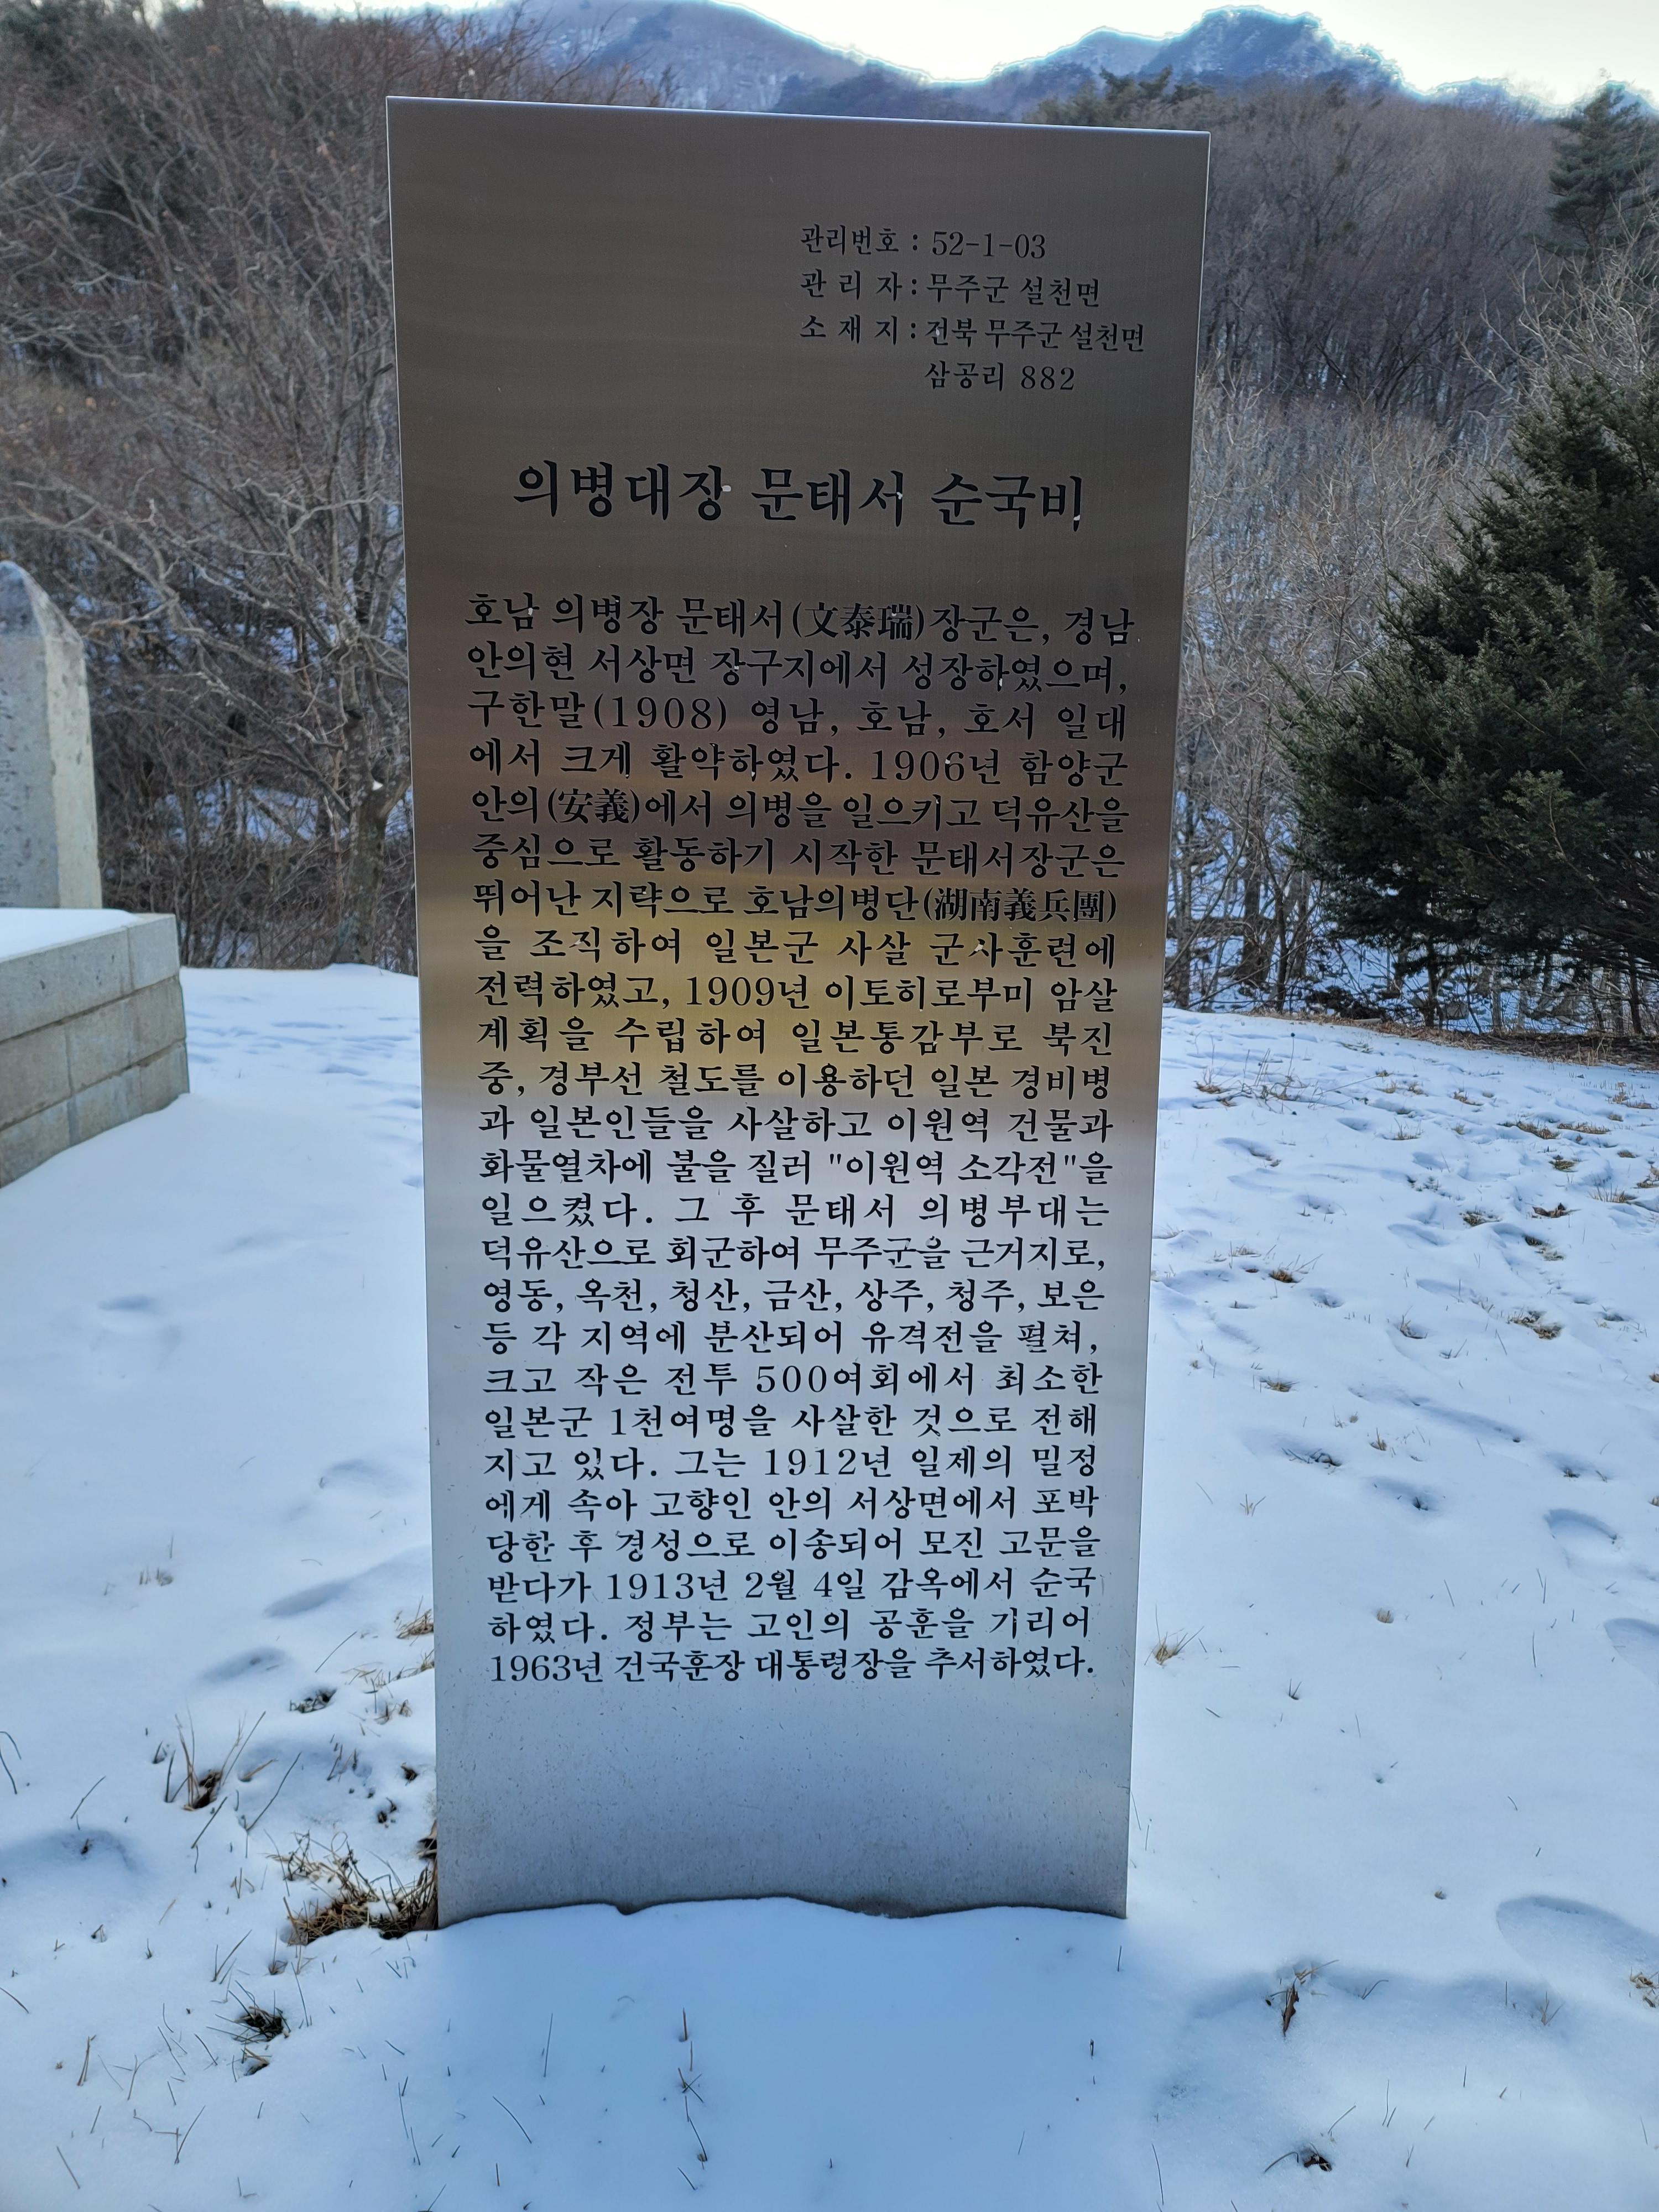 관리번호 : 52-1-03
관 리 자 : 무주군 설천면
소 재 지 : 전북 무주군 설천면
삼공리 882
의병대장 문태서 순국비
호남 의병장 문태서(文泰瑞)장군은, 경남
안의현 서상면 장구지에서 성장하였으며,
구한말(1908) 영남, 호남, 호서 일대
에서 크게 활약하였다. 1906년 함양군
안의(安義)에서 의병을 일으키고 덕유산을
중심으로 활동하기 시작한 문태서장군은
뛰어난 지략으로 호남의병단(湖南義兵團)
을 조직하여 일본군 사살 군사훈련에
전력하였고, 1909년 이토히로부미 암살
계획을 수립하여 일본통감부로 북진
중, 경부선 철도를 이용하던 일본 경비병
과 일본인들을 사살하고 이원역 건물과
화물열차에 불을 질러 "이원역 소각전"을
일으켰다. 그 후 문태서 의병부대는
덕유산으로 회군하여 무주군을 근거지로,
영동, 옥천, 청산, 금산, 상주, 청주, 보은
등 각 지역에 분산되어 유격전을 펼쳐,
크고 작은 전투 500여회에서 최소한
일본군 1천여명을 사살한 것으로 전해
지고 있다. 그는 1912년 일제의 밀정
에게 속아 고향인 안의 서상면에서 포박
당한 후 경성으로 이송되어 모진 고문을
받다가 1913년 2월 4일 감옥에서 순국
하였다. 정부는 고인의 공훈을 기리어
1963년 건국훈장 대통령장을 추서하였다.